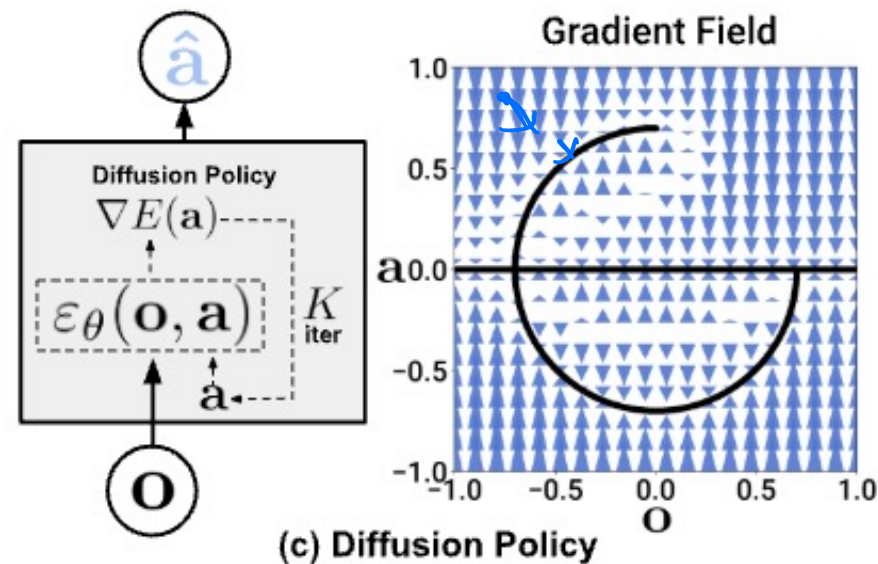 â
Diffusion Policy
∇E(a)
εθ(o, a)
K
iter
a
o
Gradient Field
1.0
0.5
a 0.0
−0.5
−1.0
−1.0 −0.5 0.0 0.5 1.0
o
(c) Diffusion Policy